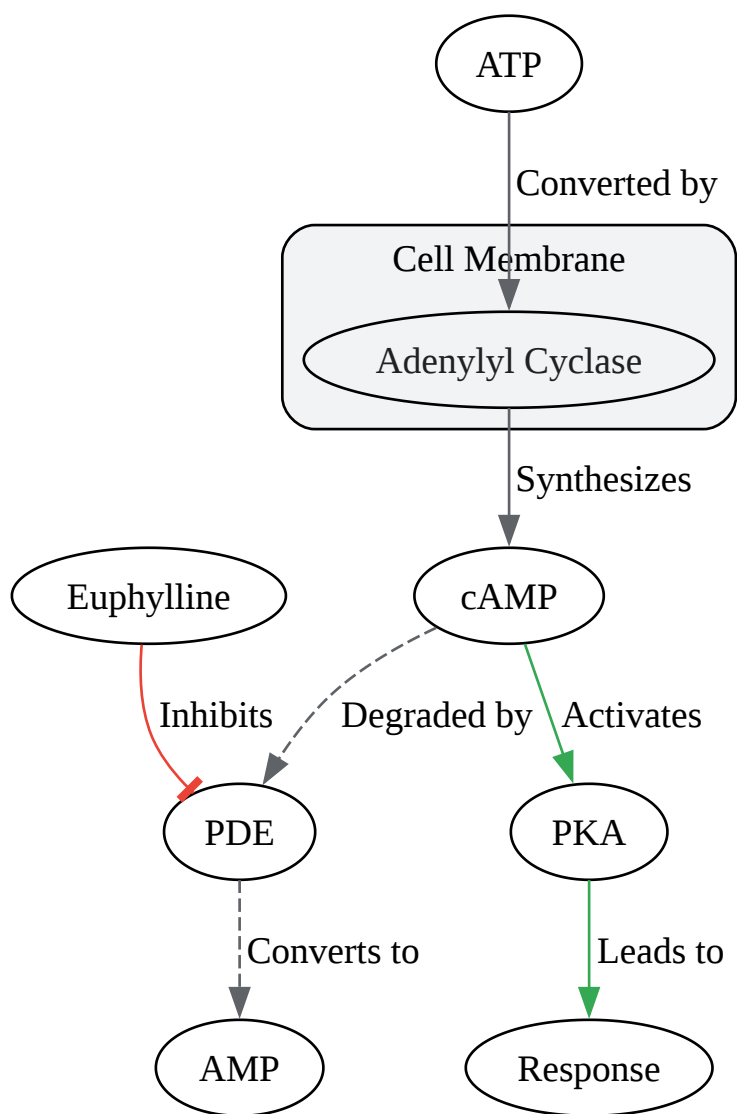 ATP
Converted by
Cell Membrane
Adenylyl Cyclase
Synthesizes
Euphylline
cAMP
Inhibits
Degraded by
Activates
PDE
PKA
Converts to
Leads to
AMP
Response